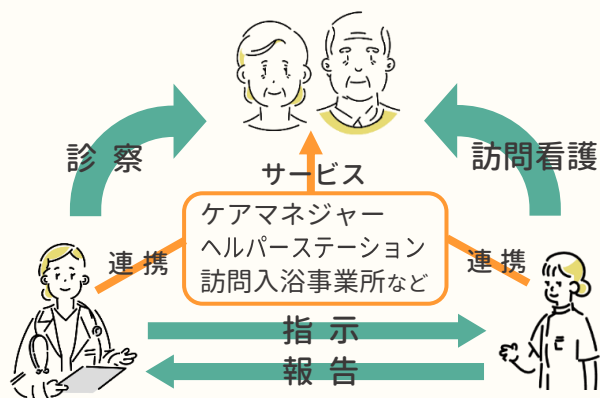 診察
訪問看護
サービス
ケアマネジャー
ヘルパーステーション
訪問入浴事業所など
連携
連携
指示
報告